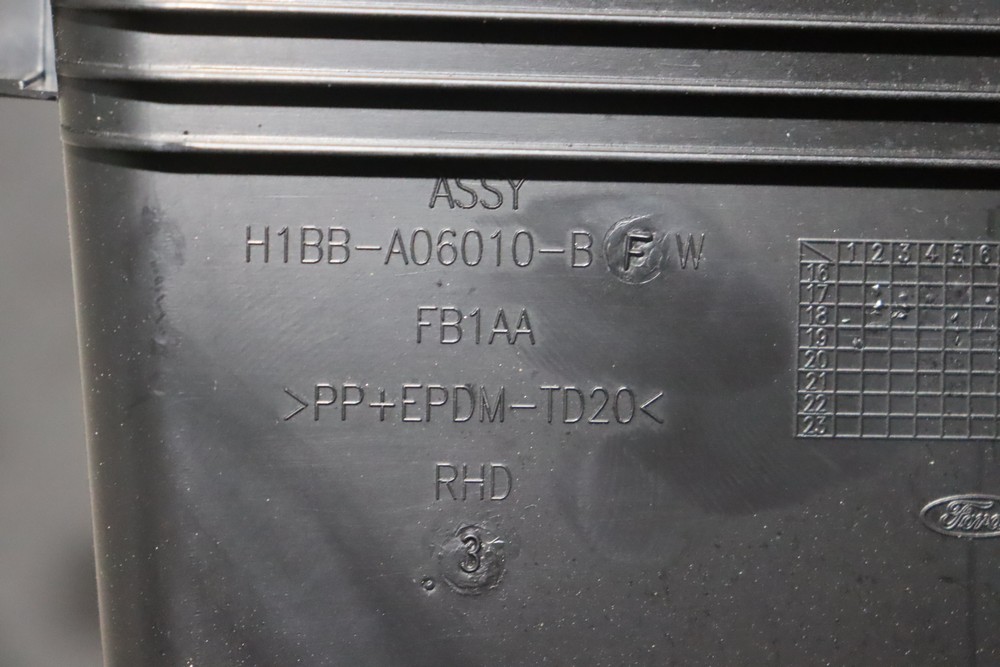 ASSY
H1BB-A06010-B F W
FB1AA
>PP+EPDM-TD20<
RHD
3
1 2 3 4 5 6
16
17
18
19
20
21
22
23